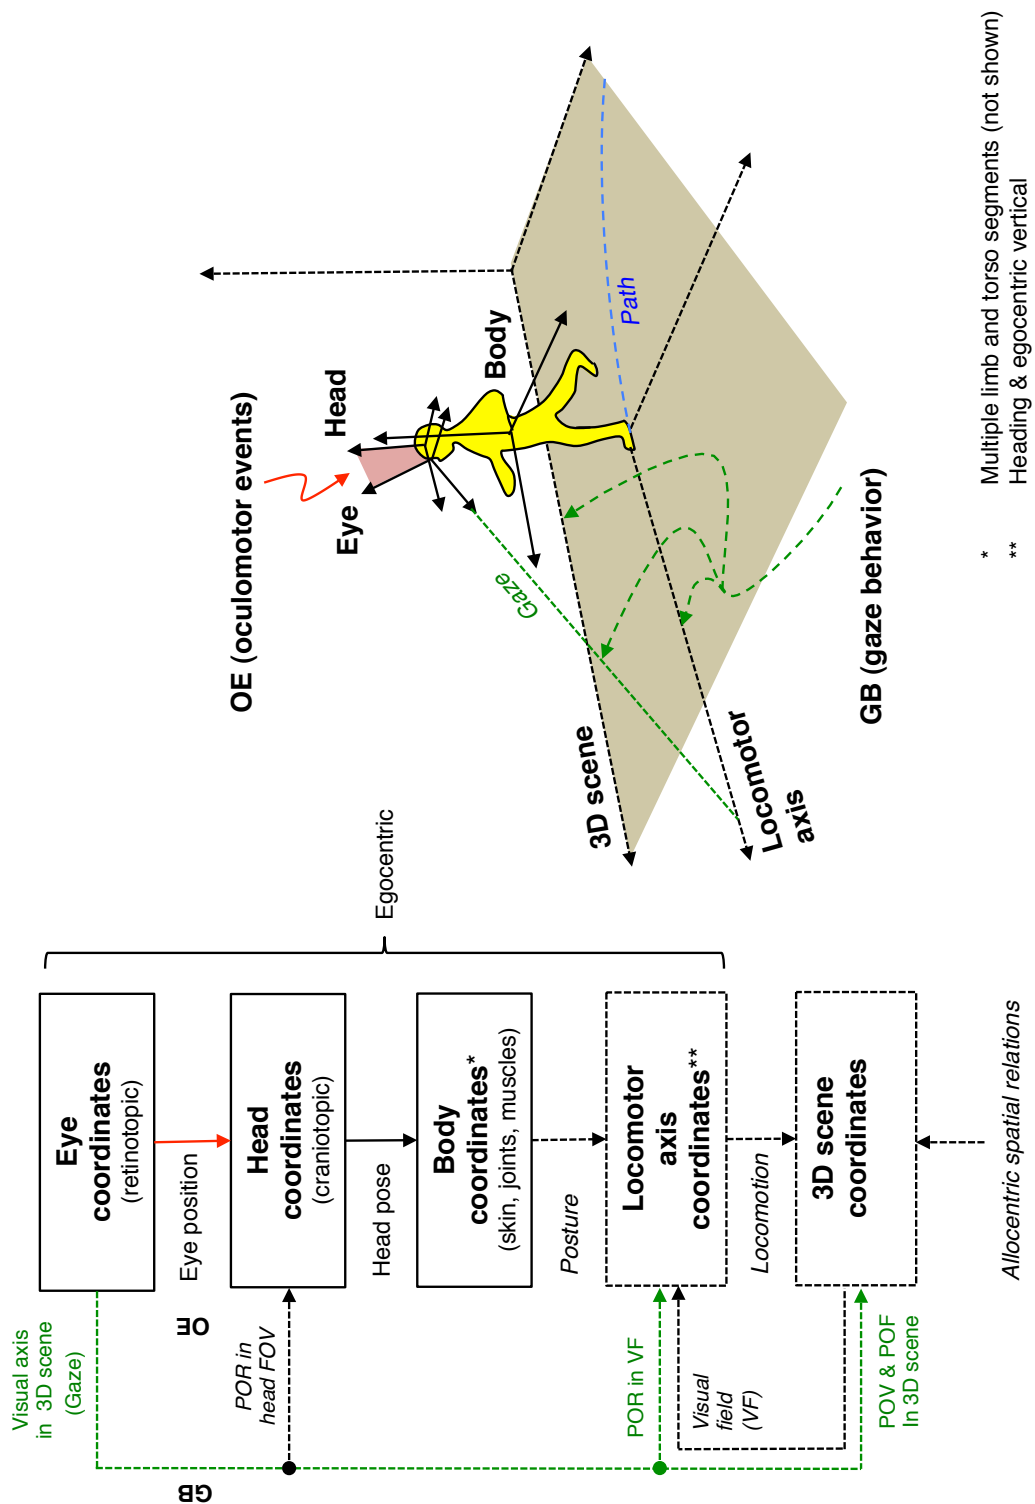 Eye
coordinates
(retinotopic)
Eye position
Head
coordinates
(craniotopic)
Head pose
Body
coordinates*
(skin, joints, muscles)
Posture
Locomotor
axis
coordinates**
Locomotion
3D scene
coordinates
Allocentric spatial relations
Egocentric
Visual axis
in 3D scene
(Gaze)
OE
GB
POR in
head FOV
POR in VF
Visual
field
(VF)
POV & POF
In 3D scene
OE (oculomotor events)
Eye
Head
Body
Gaze
Path
3D scene
Locomotor
axis
GB (gaze behavior)
* Multiple limb and torso segments (not shown)
** Heading & egocentric vertical